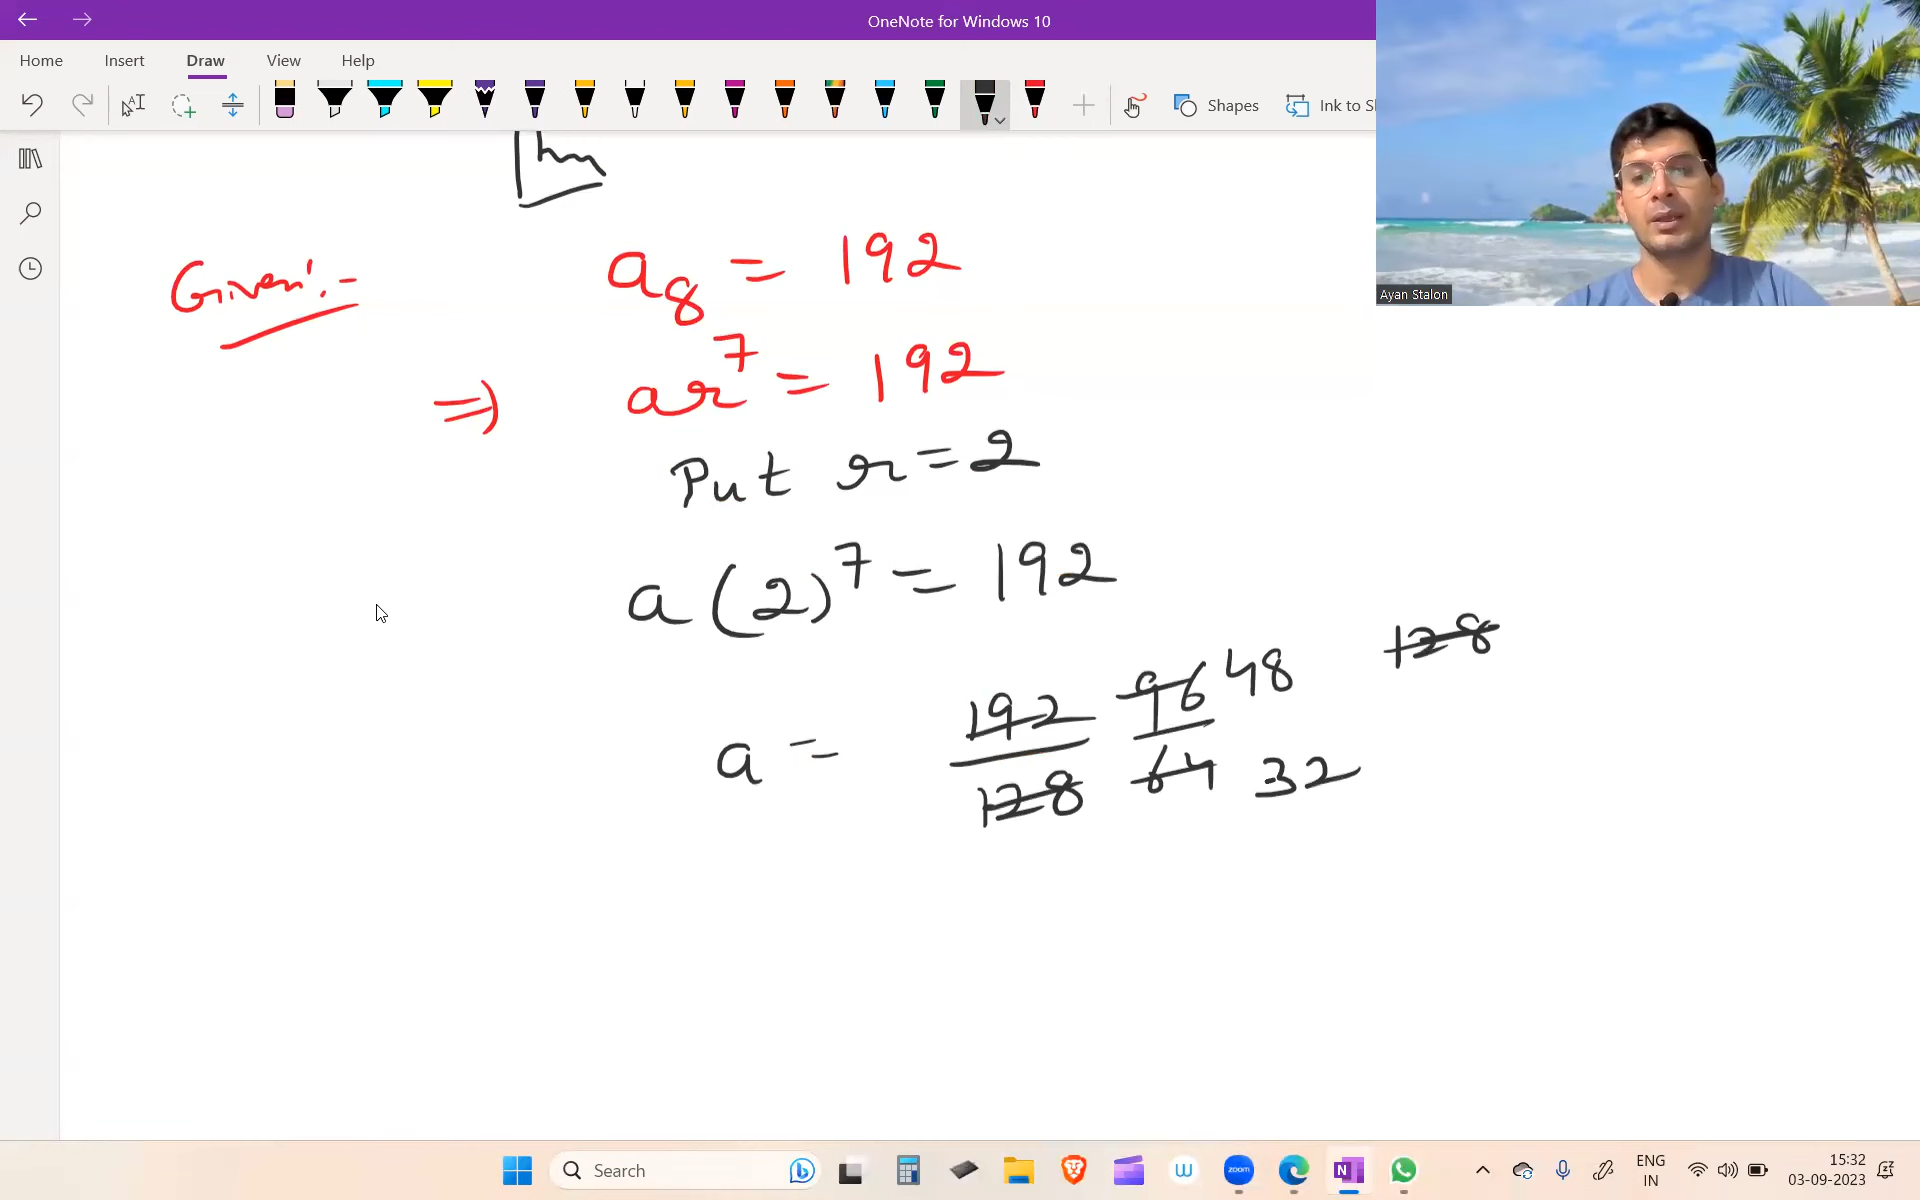 OneNote for Windows 10
Home Insert Draw View Help
Shapes Ink to Sh
Ayan Stalon
Given:-
a₈ = 192
⇒ ar⁷ = 192
Put r = 2
a(2)⁷ = 192
128
a = 192/128 96/64 48 32
Search
zoom
ENG IN
15:32
03-09-2023